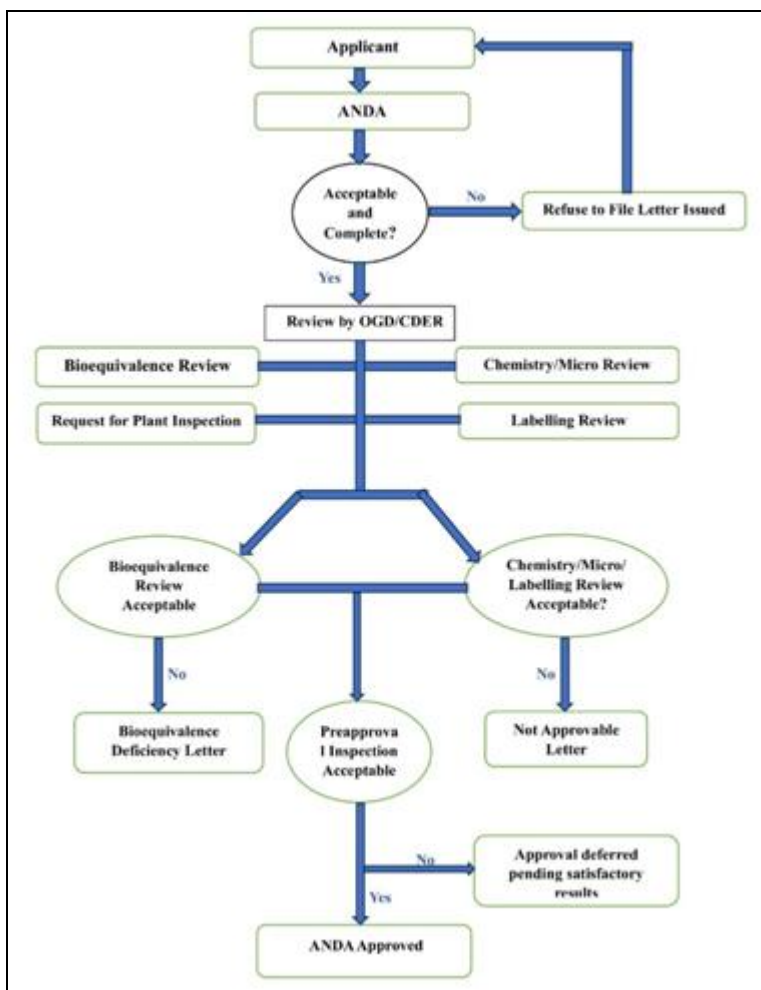 Applicant
ANDA
Acceptable
and
Complete?
No
Refuse to File Letter Issued
Yes
Review by OGD/CDER
Bioequivalence Review
Chemistry/Micro Review
Request for Plant Inspection
Labelling Review
Bioequivalence
Review
Acceptable
Chemistry/Micro/
Labelling Review
Acceptable?
No
No
Bioequivalence
Deficiency Letter
Preapprova
l Inspection
Acceptable
Not Approvable
Letter
No
Approval deferred
pending satisfactory
results
Yes
ANDA Approved